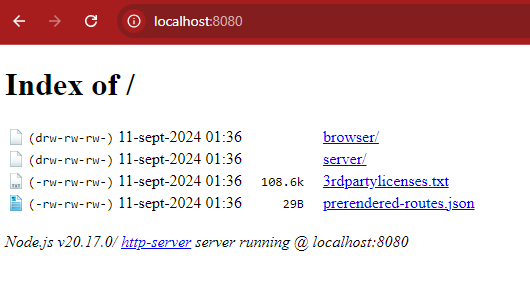 localhost:8080
Index of /
(drw-rw-rw-) 11-sept-2024 01:36 browser/
(drw-rw-rw-) 11-sept-2024 01:36 server/
(-rw-rw-rw-) 11-sept-2024 01:36 108.6k 3rdpartylicenses.txt
(-rw-rw-rw-) 11-sept-2024 01:36 29B prerendered-routes.json
Node.js v20.17.0/ http-server server running @ localhost:8080